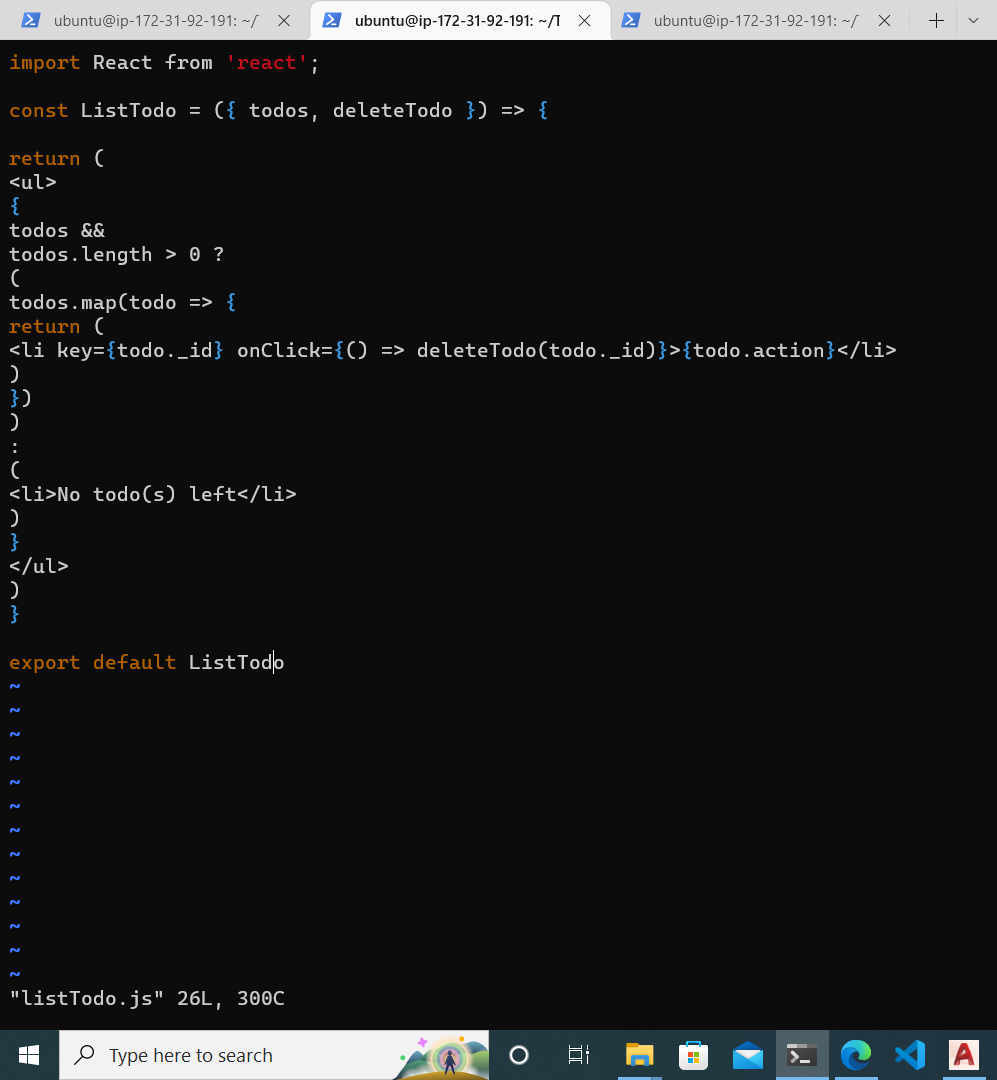 ubuntu@ip-172-31-92-191: ~/T
ubuntu@ip-172-31-92-191: ~/T
ubuntu@ip-172-31-92-191: ~/T
import React from 'react';
const ListTodo = ({ todos, deleteTodo }) => {
return (
<ul>
{
todos &&
todos.length > 0 ?
(
todos.map(todo => {
return (
<li key={todo._id} onClick={() => deleteTodo(todo._id)}>{todo.action}</li>
)
})
)
:
(
<li>No todo(s) left</li>
)
}
</ul>
)
}
export default ListTodo
~
~
~
~
~
~
~
~
~
~
~
~
~
"listTodo.js" 26L, 300C
Type here to search